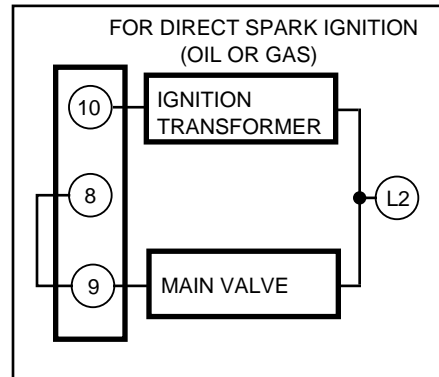 FOR DIRECT SPARK IGNITION
(OIL OR GAS)
10
IGNITION
TRANSFORMER
8
L2
9
MAIN VALVE